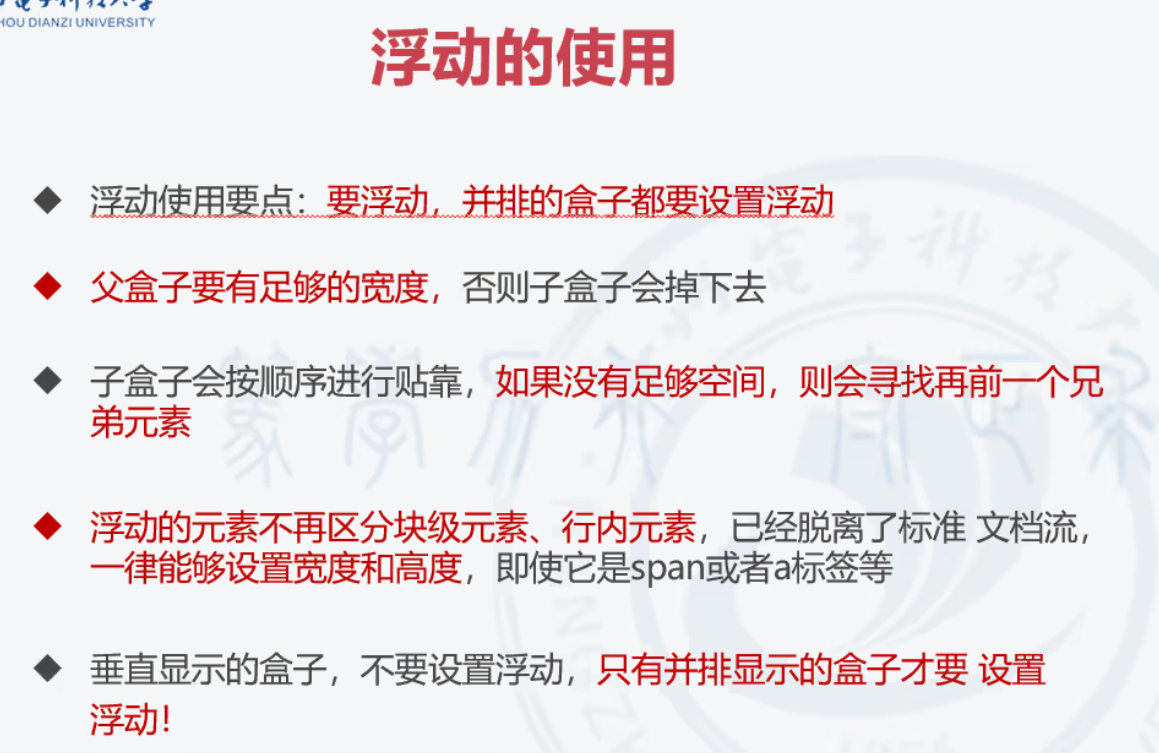 HOU DIANZI UNIVERSITY
浮动的使用
浮动使用要点：要浮动，并排的盒子都要设置浮动
父盒子要有足够的宽度，否则子盒子会掉下去
子盒子会按顺序进行贴靠，如果没有足够空间，则会寻找再前一个兄
弟元素
浮动的元素不再区分块级元素、行内元素，已经脱离了标准 文档流，
一律能够设置宽度和高度，即使它是span或者a标签等
垂直显示的盒子，不要设置浮动，只有并排显示的盒子才要 设置
浮动！